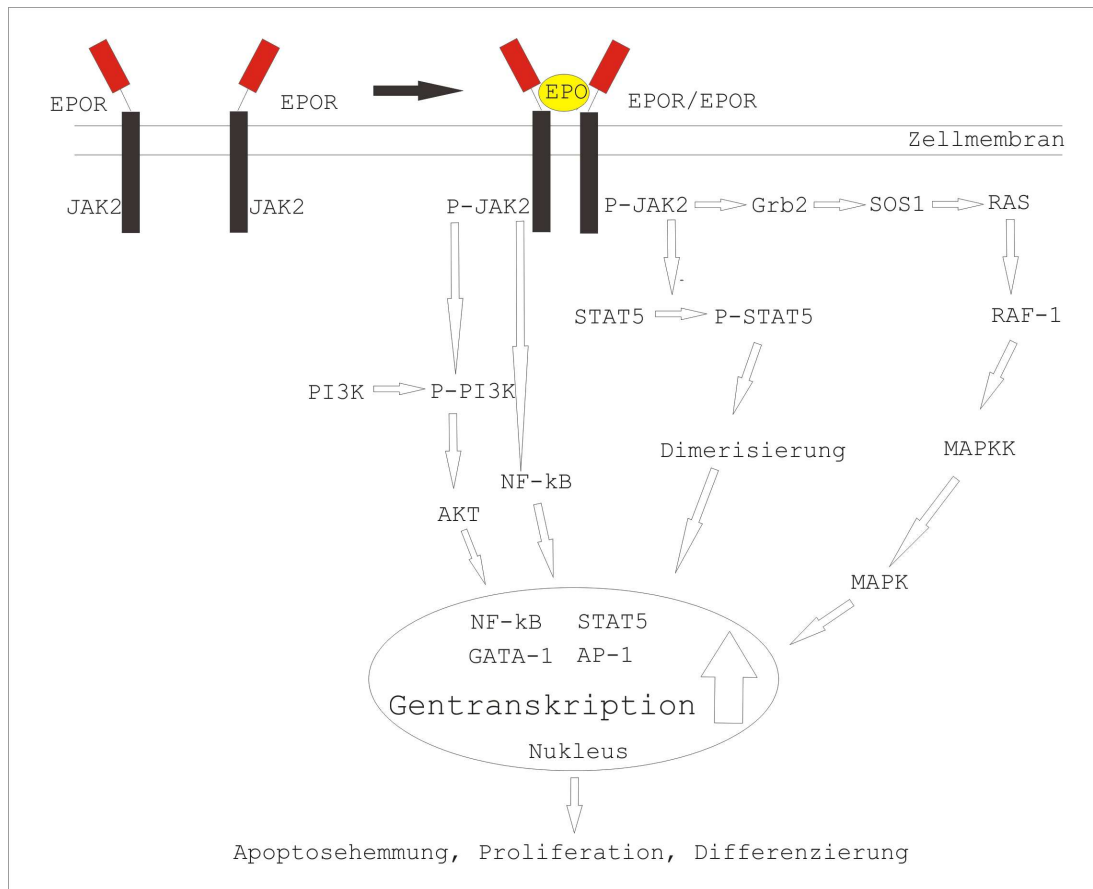 EPO
EPOR EPOR EPOR/EPOR
Zellmembran
JAK2 JAK2 P-JAK2 P-JAK2 Grb2 SOS1 RAS
STAT5 P-STAT5 RAF-1
PI3K P-PI3K
Dimerisierung MAPKK
NF-kB
AKT
MAPK
NF-kB STAT5
GATA-1 AP-1
Gentranskription
Nukleus
Apoptosehemmung, Proliferation, Differenzierung